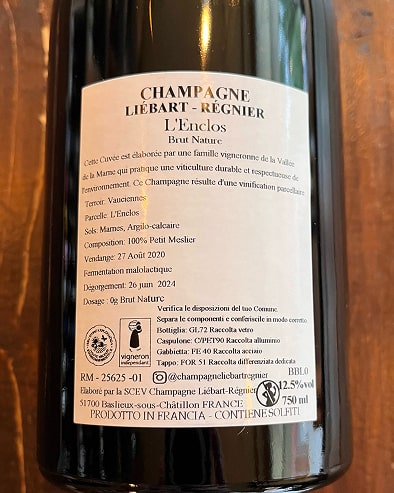 CHAMPAGNE
LIÉBART - RÉGNIER
L'Enclos
Brut Nature
Cette Cuvée est élaborée par une famille vigneronne de la Vallée
de la Marne qui pratique une viticulture durable et respectueuse de
l'environnement. Ce Champagne résulte d'une vinification parcellaire
Terroir: Vauciennes
Parcelle: L'Enclos
Sols: Marnes, Argilo-calcaire
Composition: 100% Petit Meslier
Vendange: 27 Août 2020
Fermentation malolactique
Dégorgement: 26 juin 2024
Dosage : 0g Brut Nature
Verifica le disposizioni del tuo Comune.
Separa le componenti e conferiscile in modo corretto.
Bottiglia: GL72 Raccolta vetro
Caspulone: C/PET90 Raccolta allummino
Gabbietta: FE 40 Raccolta acciaio
Tappo: FOR 51 Raccolta differenziata dedicata
vigneron
indépendant
RM - 25625 -01
@champagneliebartregnier
BBL0
Elaboré par la SCEV Champagne Liébart-Régnier
12.5%vol
51700 Baslieux-sous-Châtillon FRANCE
750 ml
PRODOTTO IN FRANCIA - CONTIENE SOLFITI